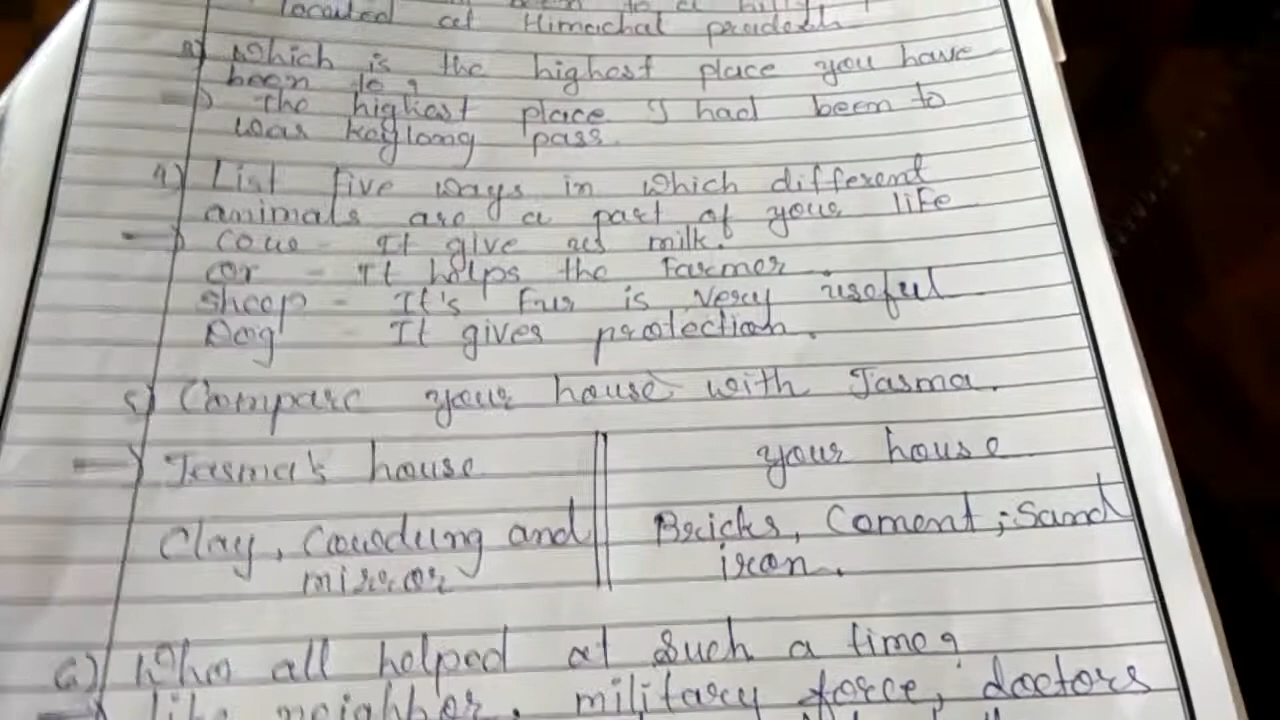 located at Himachal pradesh
Which is the highest place you have
been to ?
→) the highest place I had been to
was keylong pass.
4) List five ways in which different
animals are a part of your life
→) Cow - It give us milk.
Or - It helps the farmer.
Sheep - It's Fur is very useful
Dog - It gives protection.
5) Compare your house with Jasma.
→) Jasma's house
your house
Clay, Cowdung and
mirror
Bricks, Cement, Sand
iron.
6) Who all helped at such a time ?
→) like neighbor, military force, doctors